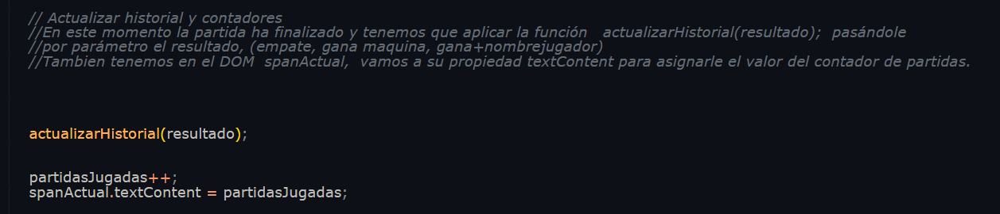 // Actualizar historial y contadores
//En este momento la partida ha finalizado y tenemos que aplicar la función   actualizarHistorial(resultado);  pasándole
//por parámetro el resultado, (empate, gana maquina, gana+nombrejugador)
//Tambien tenemos en el DOM  spanActual,  vamos a su propiedad textContent para asignarle el valor del contador de partidas.
actualizarHistorial(resultado);
partidasJugadas++;
spanActual.textContent = partidasJugadas;